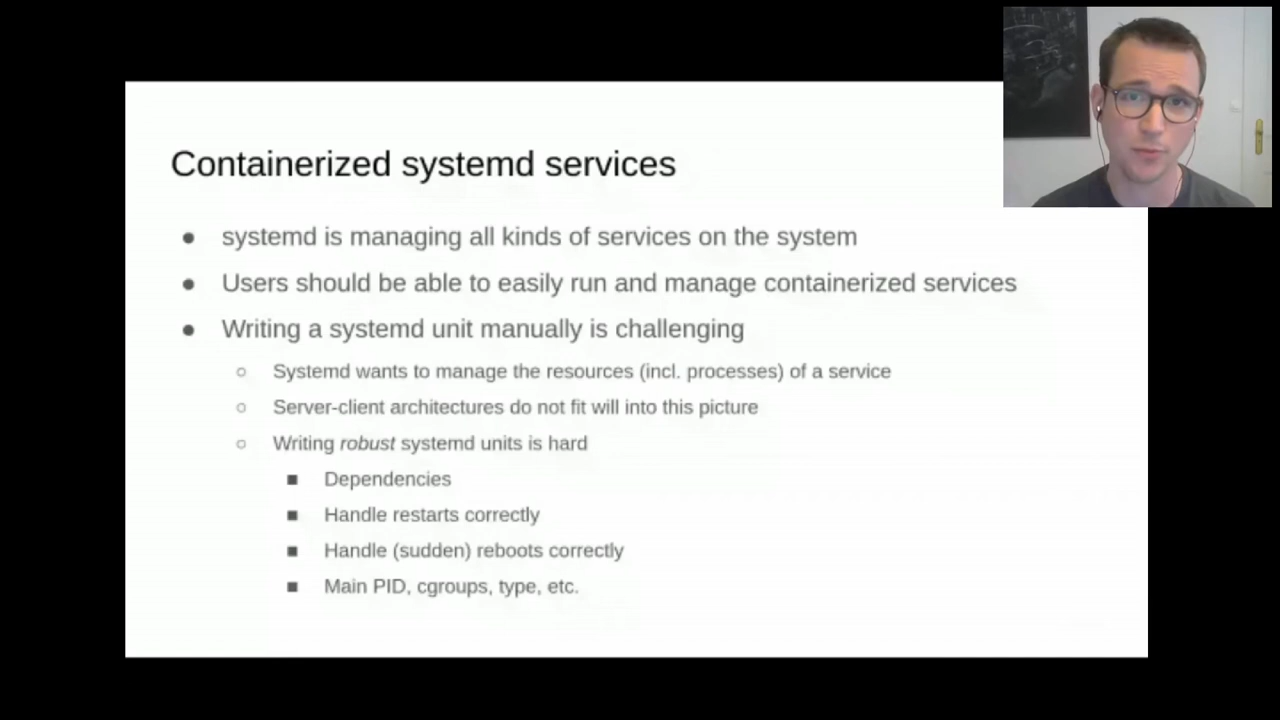 Containerized systemd services
● systemd is managing all kinds of services on the system
● Users should be able to easily run and manage containerized services
● Writing a systemd unit manually is challenging
○ Systemd wants to manage the resources (incl. processes) of a service
○ Server-client architectures do not fit will into this picture
○ Writing robust systemd units is hard
■ Dependencies
■ Handle restarts correctly
■ Handle (sudden) reboots correctly
■ Main PID, cgroups, type, etc.